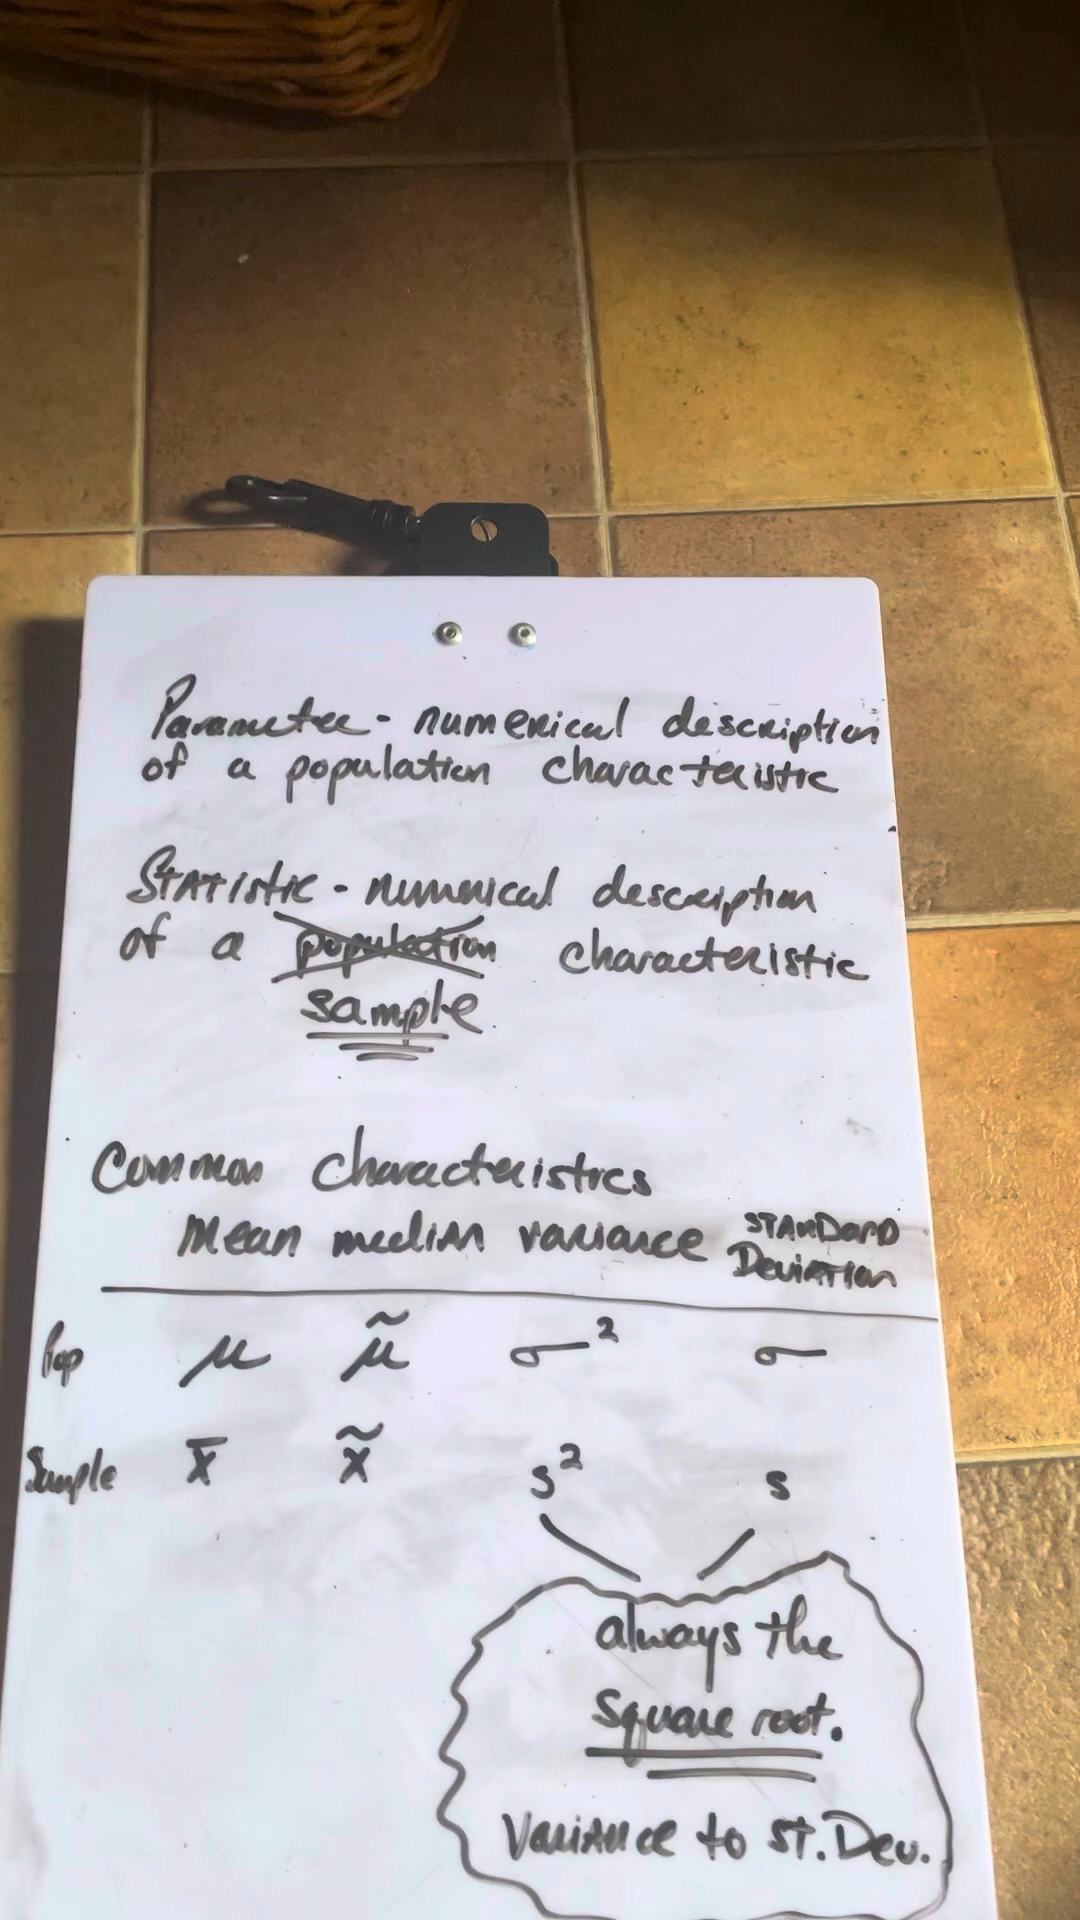 Parameter - numerical description
of a population characteristic
Statistic - numerical description
of a population characteristic
sample
Common Characteristics
Mean median variance STANDARD
DEVIATION
Pop μ μ̃ σ² σ
Sample x̄ x̃ s² s
always the
square root.
Variance to St. Dev.